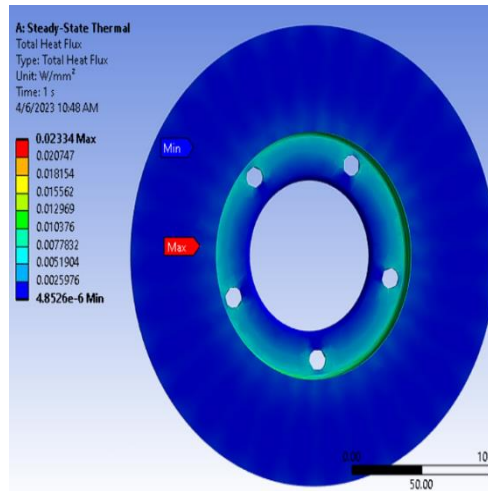 A: Steady-State Thermal
Total Heat Flux
Type: Total Heat Flux
Unit: W/mm²
Time: 1 s
4/6/2023 10:48 AM
0.02334 Max
0.020747
0.018154
0.015562
0.012969
0.010376
0.0077832
0.0051904
0.0025976
4.8526e-6 Min
Min
Max
0.00
10
50.00